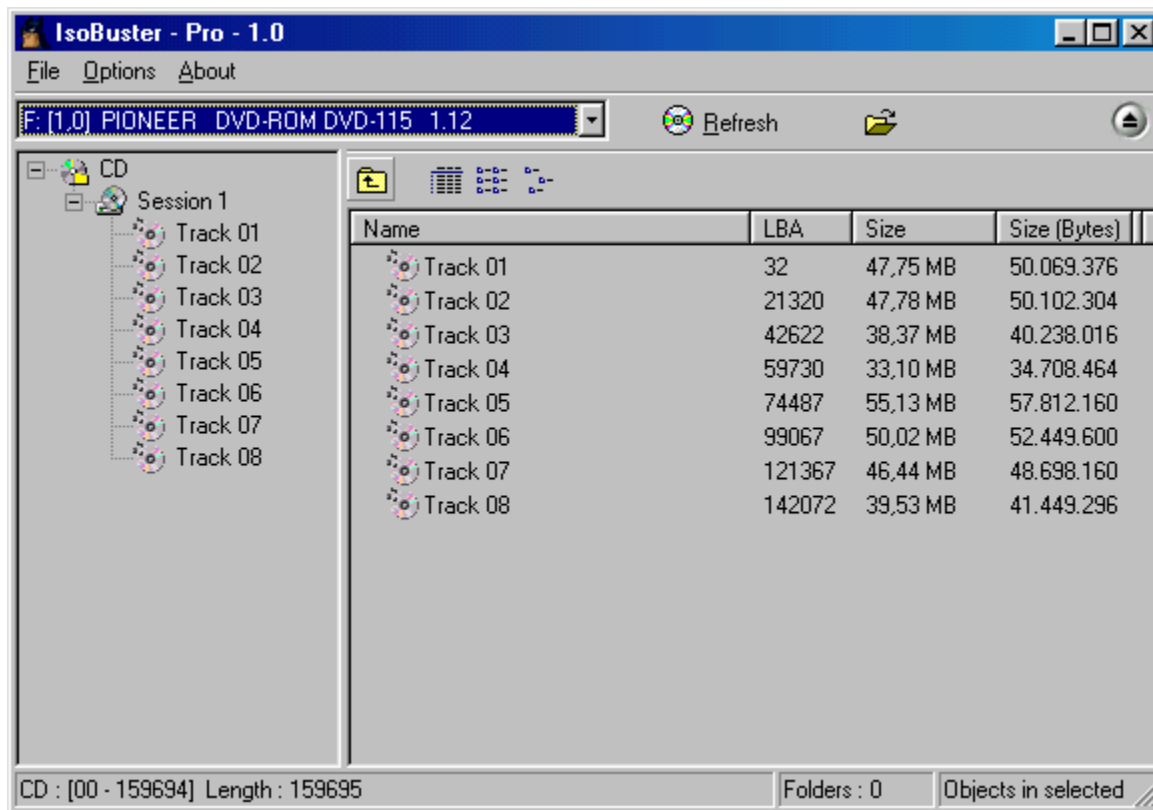 IsoBuster - Pro - 1.0
File Options About
F: [1,0] PIONEER DVD-ROM DVD-115 1.12
Refresh
CD
Session 1
Track 01
Track 02
Track 03
Track 04
Track 05
Track 06
Track 07
Track 08
Name LBA Size Size (Bytes)
Track 01 32 47,75 MB 50.069.376
Track 02 21320 47,78 MB 50.102.304
Track 03 42622 38,37 MB 40.238.016
Track 04 59730 33,10 MB 34.708.464
Track 05 74487 55,13 MB 57.812.160
Track 06 99067 50,02 MB 52.449.600
Track 07 121367 46,44 MB 48.698.160
Track 08 142072 39,53 MB 41.449.296
CD : [00 - 159694] Length : 159695 Folders : 0 Objects in selected